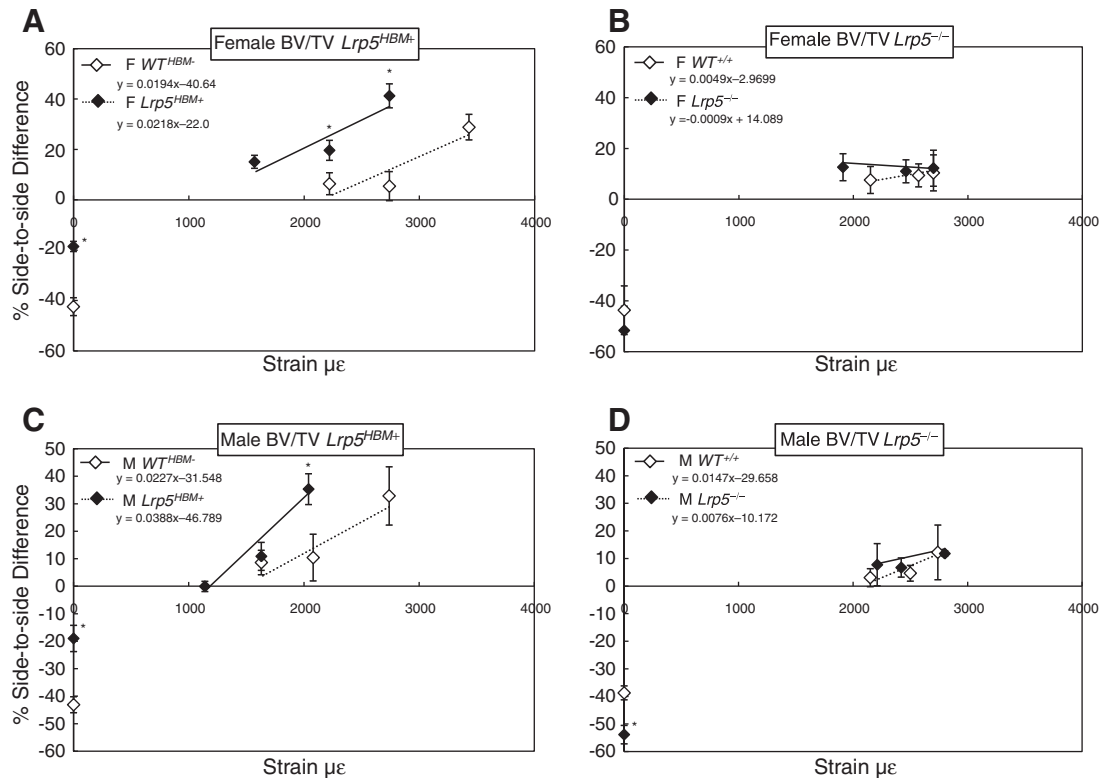 A
Female BV/TV Lrp5HBM+
F WTHBM-
y = 0.0194x–40.64
F Lrp5HBM+
y = 0.0218x–22.0
60
40
20
0
-20
-40
-60
0
1000
2000
3000
4000
*
*
*
% Side-to-side Difference
Strain µε
B
Female BV/TV Lrp5–/–
F WT+/+
y = 0.0049x–2.9699
F Lrp5–/–
y =-0.0009x + 14.089
60
40
20
0
-20
-40
-60
0
1000
2000
3000
4000
Strain µε
C
Male BV/TV Lrp5HBM+
M WTHBM-
y = 0.0227x–31.548
M Lrp5HBM+
y = 0.0388x–46.789
50
40
30
20
10
0
-10
-20
-30
-40
-50
-60
0
1000
2000
3000
4000
*
*
% Side-to-side Difference
Strain µε
D
Male BV/TV Lrp5–/–
M WT+/+
y = 0.0147x–29.658
M Lrp5–/–
y = 0.0076x–10.172
50
40
30
20
10
0
-10
-20
-30
-40
-50
-60
0
1000
2000
3000
4000
* *
Strain µε